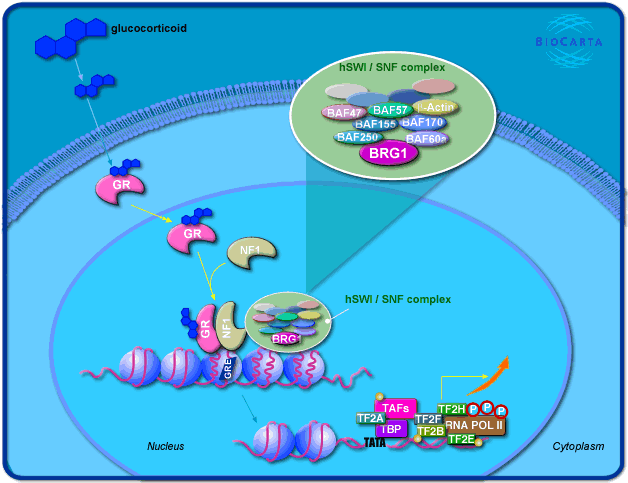 glucocorticoid
BIOCARTA
hSWI / SNF complex
BAF47
BAF57
β-Actin
BAF155
BAF170
BAF250
BAF60a
BRG1
GR
GR
NF1
GR
NF1
hSWI / SNF complex
BRG1
GRE
TAFs
TF2H
P
P
P
TF2A
TF2F
TBP
TF2B
RNA POL II
TATA
TF2E
Nucleus
Cytoplasm